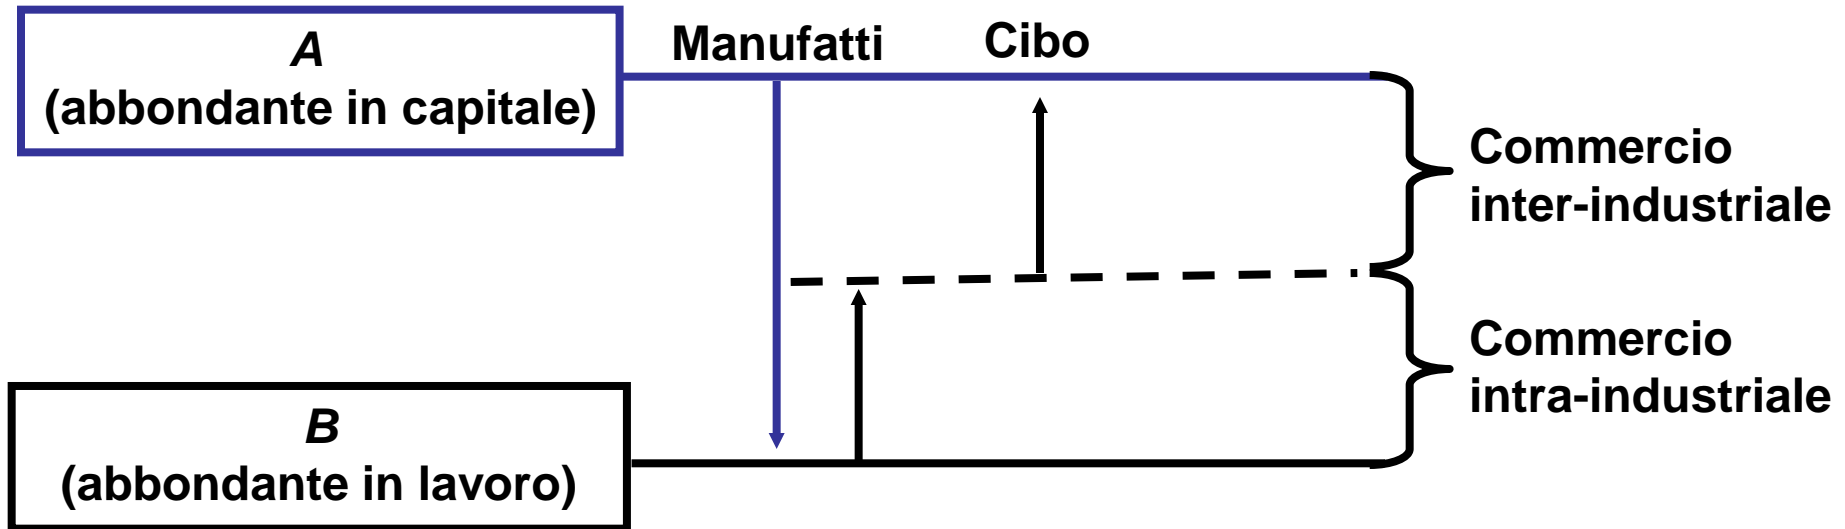 A
(abbondante in capitale)
Manufatti
Cibo
Commercio
inter-industriale
Commercio
intra-industriale
B
(abbondante in lavoro)